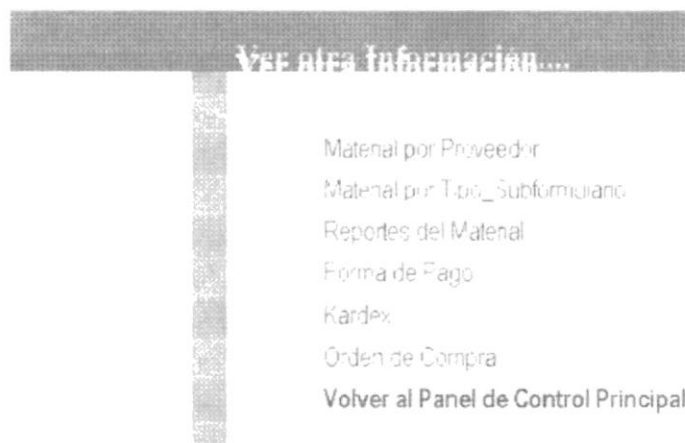 Ver otra Información....
Material por Proveedor
Material por Tipo_Subformulario
Reportes del Material
Forma de Pago
Kardex
Orden de Compra
Volver al Panel de Control Principal